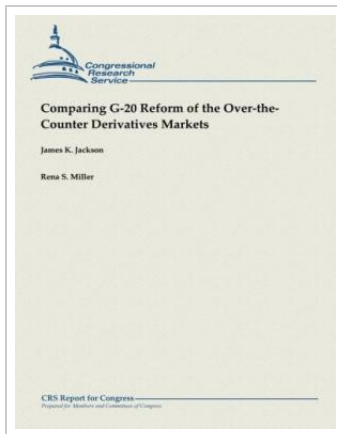 Congressional
Research
Service
Comparing G-20 Reform of the Over-the-
Counter Derivatives Markets
James K. Jackson
Rena S. Miller
CRS Report for Congress
Prepared for Members and Committees of Congress